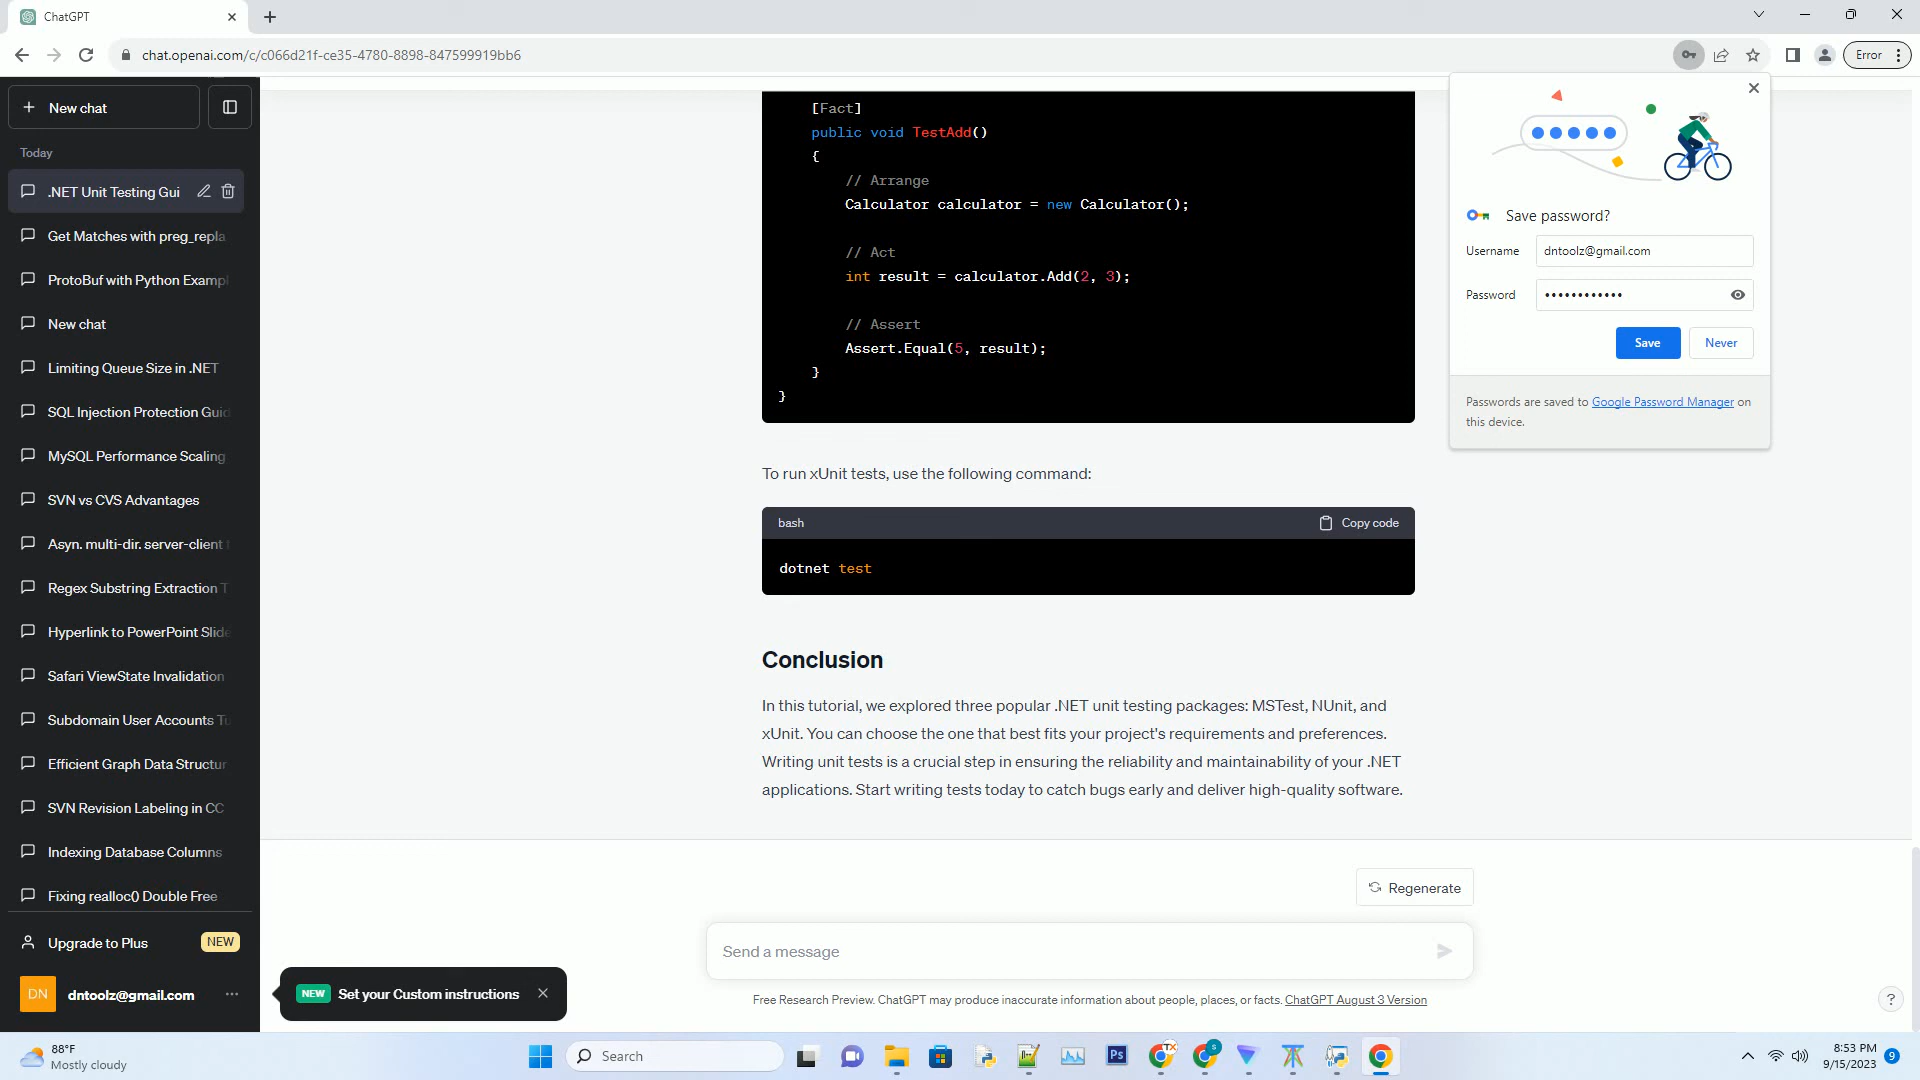 ChatGPT
chat.openai.com/c/c066d21f-ce35-4780-8898-847599919bb6
Error
New chat
Today
.NET Unit Testing Gui
Get Matches with preg_repla
ProtoBuf with Python Exampl
New chat
Limiting Queue Size in .NET
SQL Injection Protection Guid
MySQL Performance Scaling
SVN vs CVS Advantages
Asyn. multi-dir. server-client
Regex Substring Extraction T
Hyperlink to PowerPoint Slide
Safari ViewState Invalidation
Subdomain User Accounts Tu
Efficient Graph Data Structur
SVN Revision Labeling in CC
Indexing Database Columns
Fixing realloc() Double Free
Upgrade to Plus
NEW
DN
dntoolz@gmail.com
NEW Set your Custom instructions
[Fact]
public void TestAdd()
{
// Arrange
Calculator calculator = new Calculator();
// Act
int result = calculator.Add(2, 3);
// Assert
Assert.Equal(5, result);
}
}
To run xUnit tests, use the following command:
bash
Copy code
dotnet test
Conclusion
In this tutorial, we explored three popular .NET unit testing packages: MSTest, NUnit, and
xUnit. You can choose the one that best fits your project's requirements and preferences.
Writing unit tests is a crucial step in ensuring the reliability and maintainability of your .NET
applications. Start writing tests today to catch bugs early and deliver high-quality software.
Regenerate
Send a message
Free Research Preview. ChatGPT may produce inaccurate information about people, places, or facts. ChatGPT August 3 Version
?
Save password?
Username
dntoolz@gmail.com
Password
••••••••••••
Save
Never
Passwords are saved to Google Password Manager on
this device.
88°F
Mostly cloudy
Search
Ps
TX
S
8:53 PM
9/15/2023
9